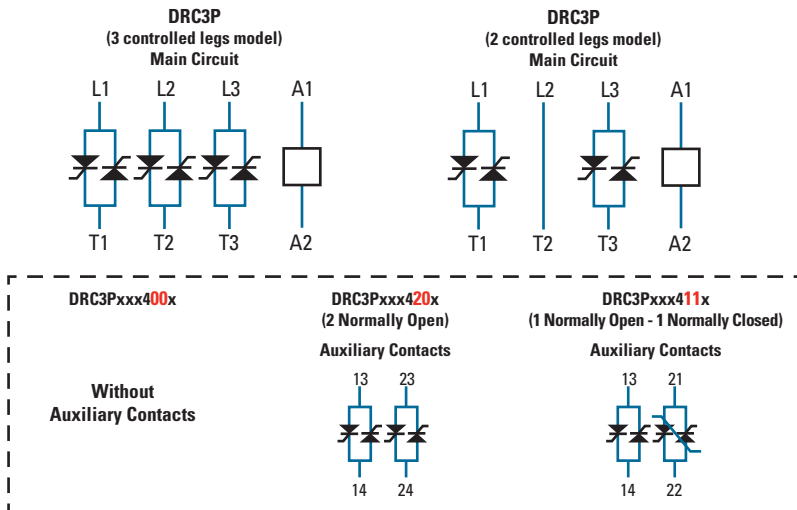 DRC3P
(3 controlled legs model)
Main Circuit
L1 L2 L3 A1
T1 T2 T3 A2
DRC3P
(2 controlled legs model)
Main Circuit
L1 L2 L3 A1
T1 T2 T3 A2
DRC3Pxxx400x
Without
Auxiliary Contacts
DRC3Pxxx420x
(2 Normally Open)
Auxiliary Contacts
13 23
14 24
DRC3Pxxx411x
(1 Normally Open - 1 Normally Closed)
Auxiliary Contacts
13 21
14 22